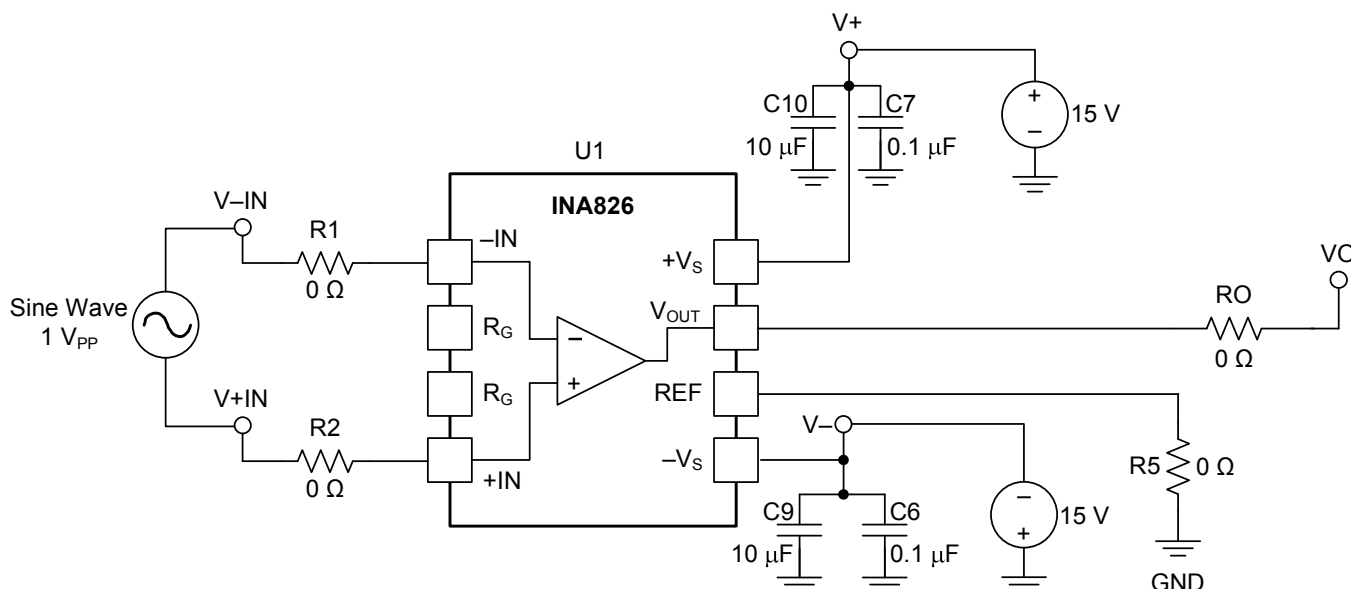 V+
C10
C7
10 μF
0.1 μF
+
–
15 V
U1
INA826
V–IN
R1
0 Ω
–IN
+VS
VO
Sine Wave
1 VPP
RG
VOUT
RO
0 Ω
–
+
RG
REF
V+IN
R2
0 Ω
+IN
–VS
V–
R5
0 Ω
C9
C6
10 μF
0.1 μF
–
+
15 V
GND